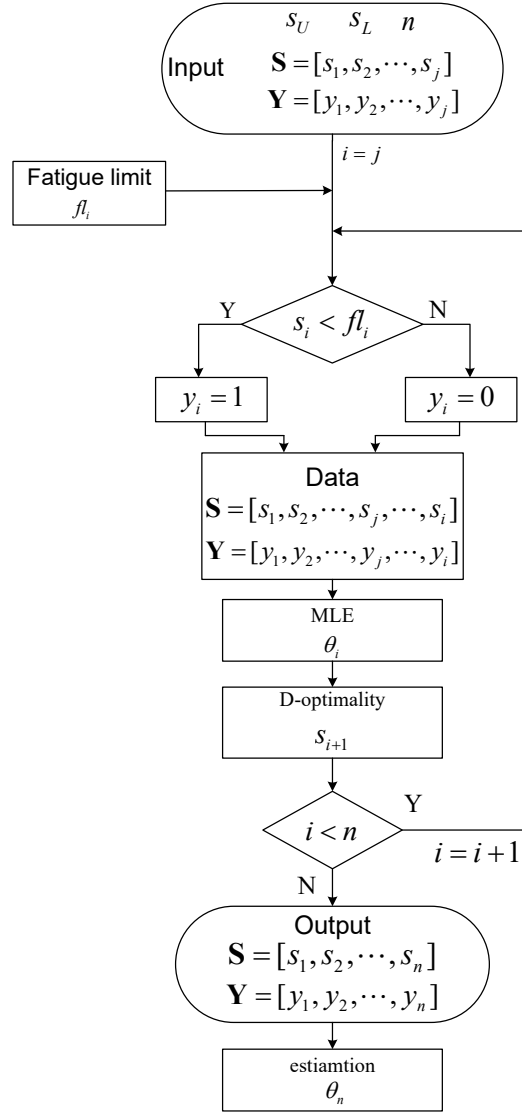 s_U s_L n
Input
S = [s_1, s_2, ⋯, s_j]
Y = [y_1, y_2, ⋯, y_j]
i = j
Fatigue limit
fl_i
s_i < fl_i
Y
N
y_i = 1
y_i = 0
Data
S = [s_1, s_2, ⋯, s_j, ⋯, s_i]
Y = [y_1, y_2, ⋯, y_j, ⋯, y_i]
MLE
θ_i
D-optimality
s_{i+1}
i < n
Y
i = i + 1
N
Output
S = [s_1, s_2, ⋯, s_n]
Y = [y_1, y_2, ⋯, y_n]
estiamtion
θ_n